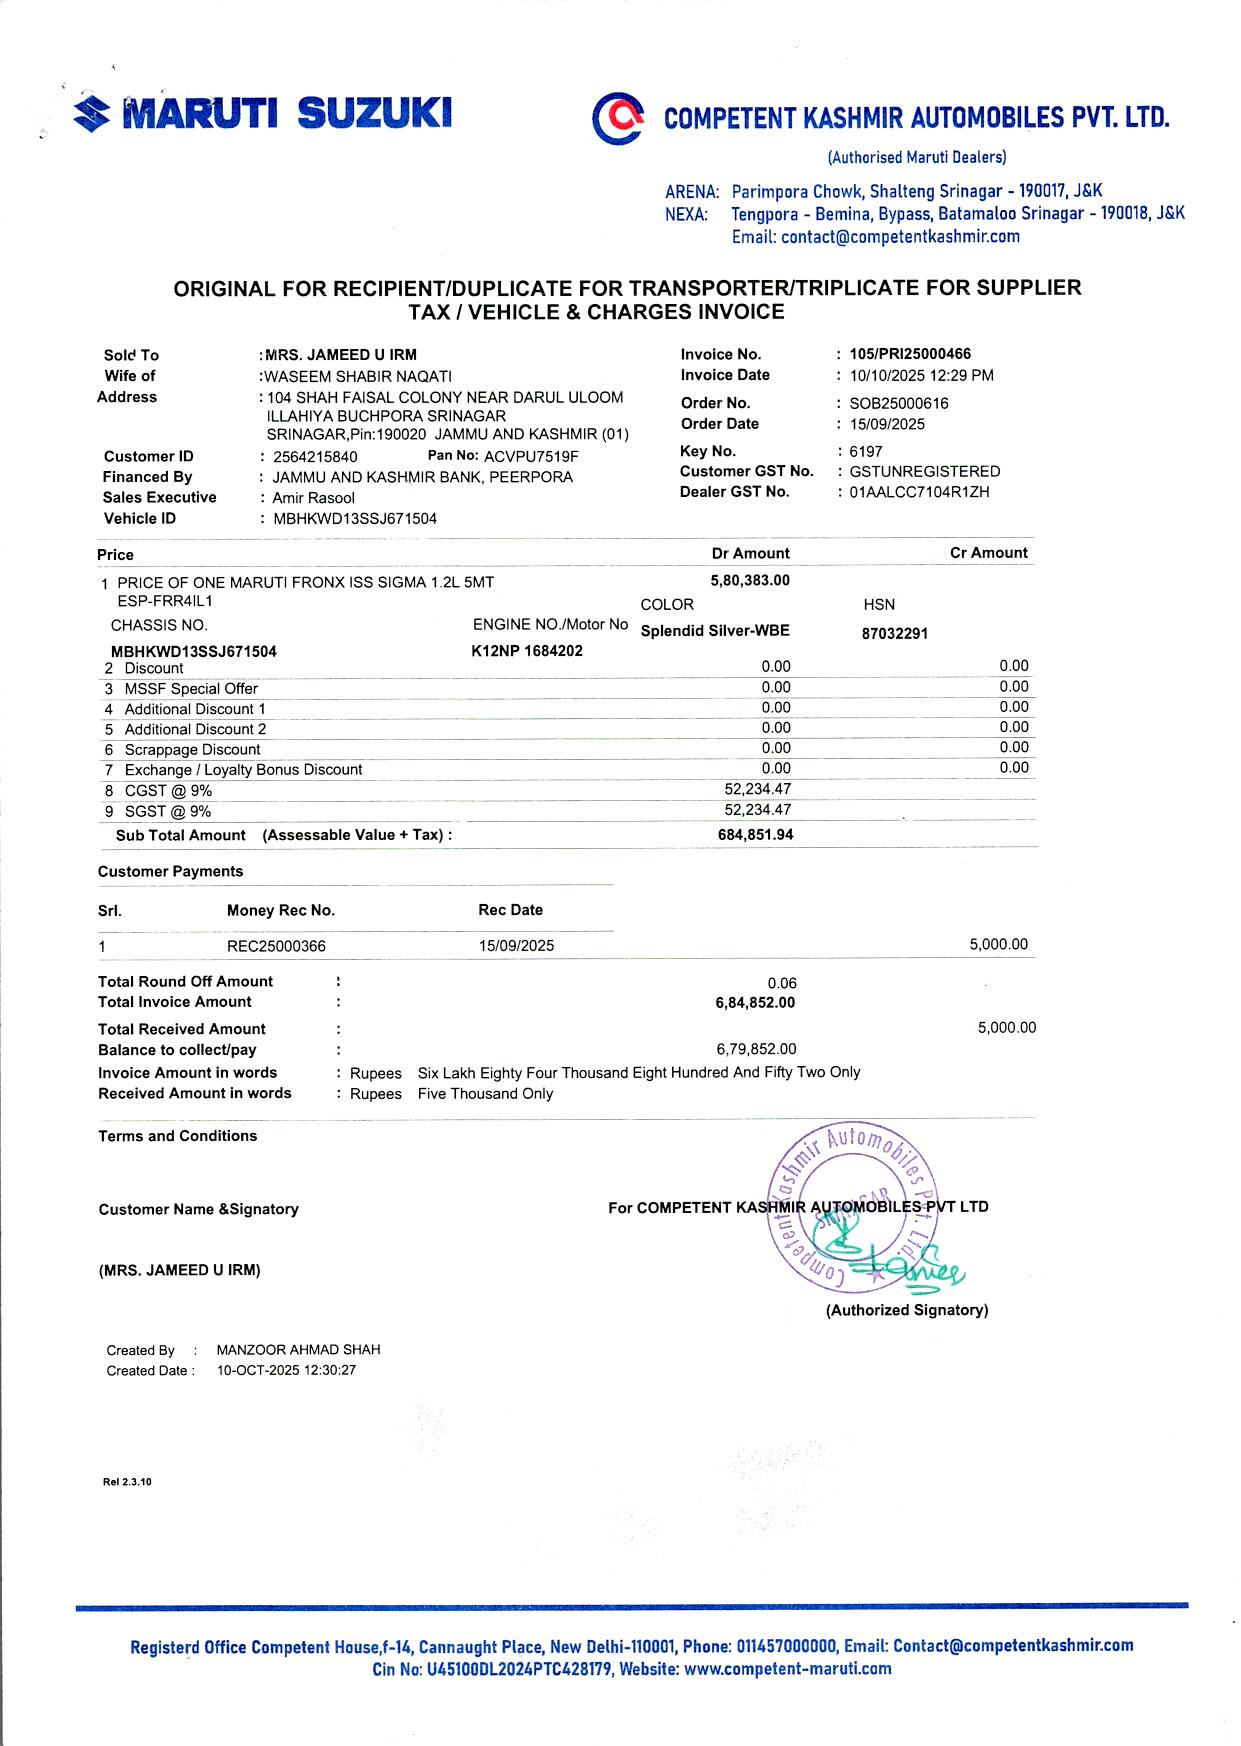 MARUTI SUZUKI
COMPETENT KASHMIR AUTOMOBILES PVT. LTD.
(Authorised Maruti Dealers)
ARENA: Parimpora Chowk, Shalteng Srinagar - 190017, J&K
NEXA: Tengpora - Bemina, Bypass, Batamaloo Srinagar - 190018, J&K
Email: contact@competentkashmir.com
ORIGINAL FOR RECIPIENT/DUPLICATE FOR TRANSPORTER/TRIPLICATE FOR SUPPLIER
TAX / VEHICLE & CHARGES INVOICE
Sold To :MRS. JAMEED U IRM
Wife of :WASEEM SHABIR NAQATI
Address : 104 SHAH FAISAL COLONY NEAR DARUL ULOOM
ILLAHIYA BUCHPORA SRINAGAR
SRINAGAR,Pin:190020 JAMMU AND KASHMIR (01)
Customer ID : 2564215840 Pan No: ACVPU7519F
Financed By : JAMMU AND KASHMIR BANK, PEERPORA
Sales Executive : Amir Rasool
Vehicle ID : MBHKWD13SSJ671504
Invoice No. : 105/PRI25000466
Invoice Date : 10/10/2025 12:29 PM
Order No. : SOB25000616
Order Date : 15/09/2025
Key No. : 6197
Customer GST No. : GSTUNREGISTERED
Dealer GST No. : 01AALCC7104R1ZH
Price Dr Amount Cr Amount
1 PRICE OF ONE MARUTI FRONX ISS SIGMA 1.2L 5MT 5,80,383.00
ESP-FRR4IL1
COLOR HSN
CHASSIS NO. ENGINE NO./Motor No
Splendid Silver-WBE 87032291
MBHKWD13SSJ671504 K12NP 1684202
2 Discount 0.00 0.00
3 MSSF Special Offer 0.00 0.00
4 Additional Discount 1 0.00 0.00
5 Additional Discount 2 0.00 0.00
6 Scrappage Discount 0.00 0.00
7 Exchange / Loyalty Bonus Discount 0.00 0.00
8 CGST @ 9% 52,234.47
9 SGST @ 9% 52,234.47
Sub Total Amount (Assessable Value + Tax) : 684,851.94
Customer Payments
Srl. Money Rec No. Rec Date
1 REC25000366 15/09/2025 5,000.00
Total Round Off Amount : 0.06
Total Invoice Amount : 6,84,852.00
Total Received Amount : 5,000.00
Balance to collect/pay : 6,79,852.00
Invoice Amount in words : Rupees Six Lakh Eighty Four Thousand Eight Hundred And Fifty Two Only
Received Amount in words : Rupees Five Thousand Only
Terms and Conditions
Customer Name &Signatory
For COMPETENT KASHMIR AUTOMOBILES PVT LTD
Competent Kashmir Automobiles Pvt. Ltd.
SRINAGAR
(MRS. JAMEED U IRM)
(Authorized Signatory)
Created By : MANZOOR AHMAD SHAH
Created Date : 10-OCT-2025 12:30:27
Rel 2.3.10
Registerd Office Competent House,f-14, Cannaught Place, New Delhi-110001, Phone: 011457000000, Email: Contact@competentkashmir.com
Cin No: U45100DL2024PTC428179, Website: www.competent-maruti.com